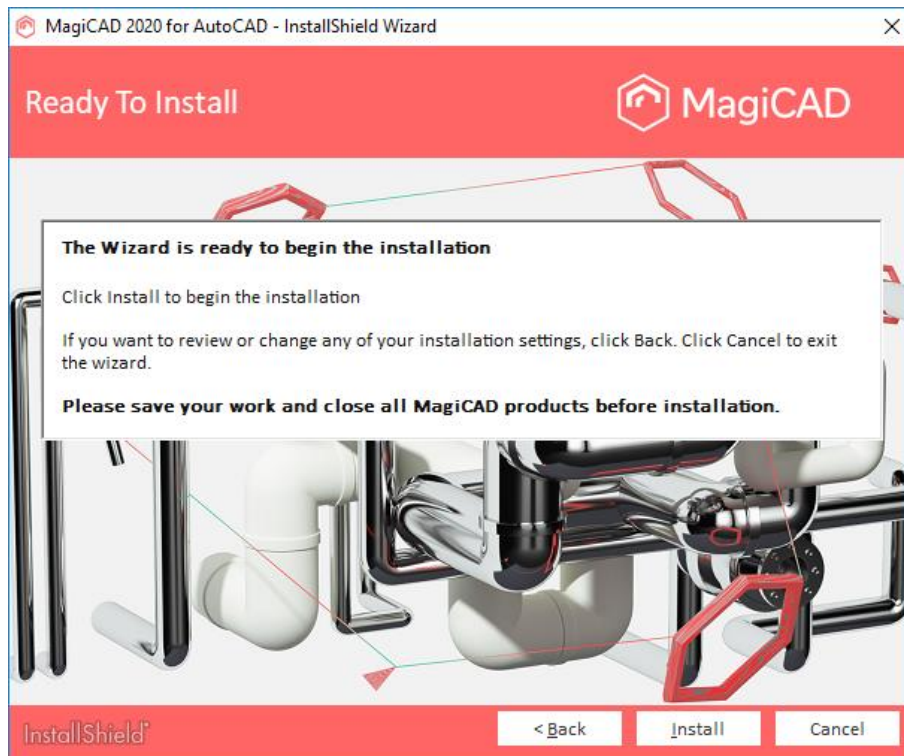 MagiCAD 2020 for AutoCAD - InstallShield Wizard
Ready To Install
MagiCAD
The Wizard is ready to begin the installation
Click Install to begin the installation
If you want to review or change any of your installation settings, click Back. Click Cancel to exit
the wizard.
Please save your work and close all MagiCAD products before installation.
InstallShield
< Back
Install
Cancel